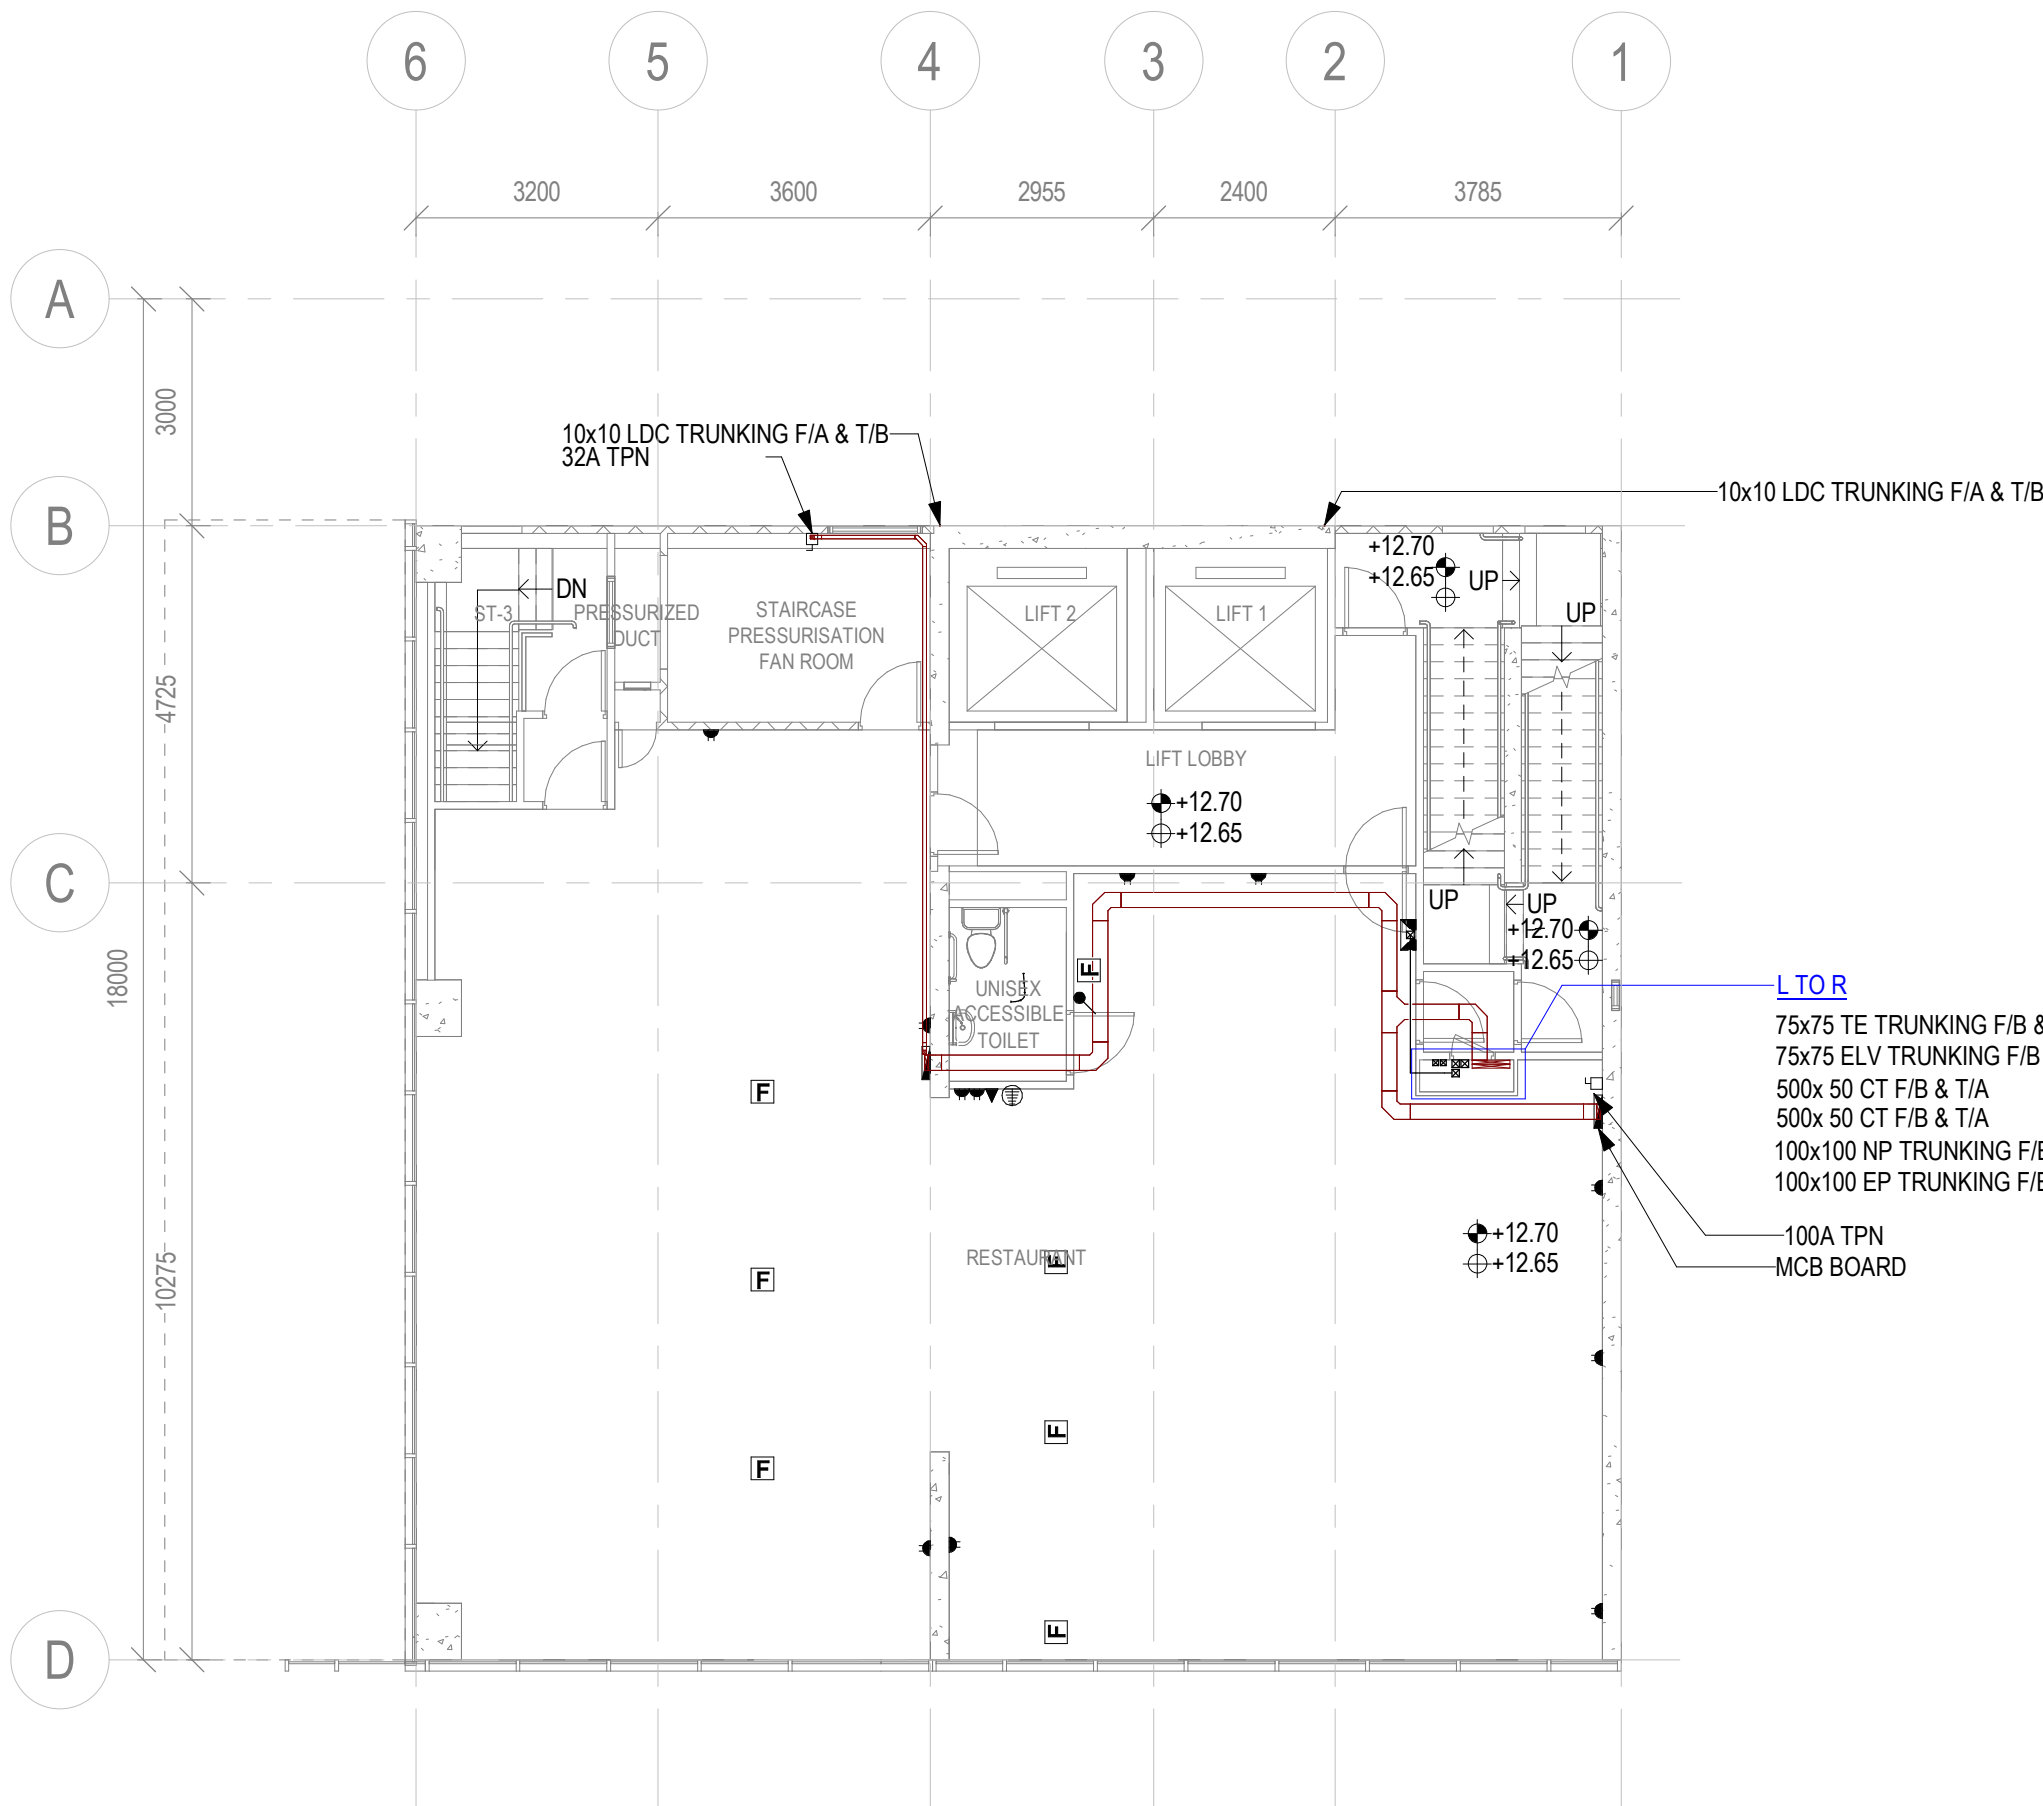 6
5
4
3
2
1
3200
3600
2955
2400
3785
A
3000
10x10 LDC TRUNKING F/A & T/B
32A TPN
10x10 LDC TRUNKING F/A & T/B
B
+12.70
+12.65
UP
UP
DN
ST-3
PRESSURIZED
DUCT
STAIRCASE
PRESSURISATION
FAN ROOM
LIFT 2
LIFT 1
4725
LIFT LOBBY
+12.70
+12.65
C
UP
UP
+12.70
+12.65
18000
F
UNISEX
ACCESSIBLE
TOILET
L TO R
75x75 TE TRUNKING F/B &
75x75 ELV TRUNKING F/B
500x 50 CT F/B & T/A
500x 50 CT F/B & T/A
100x100 NP TRUNKING F/B
100x100 EP TRUNKING F/B
F
100A TPN
MCB BOARD
+12.70
+12.65
RESTAURANT
F
F
10275
F
F
F
D